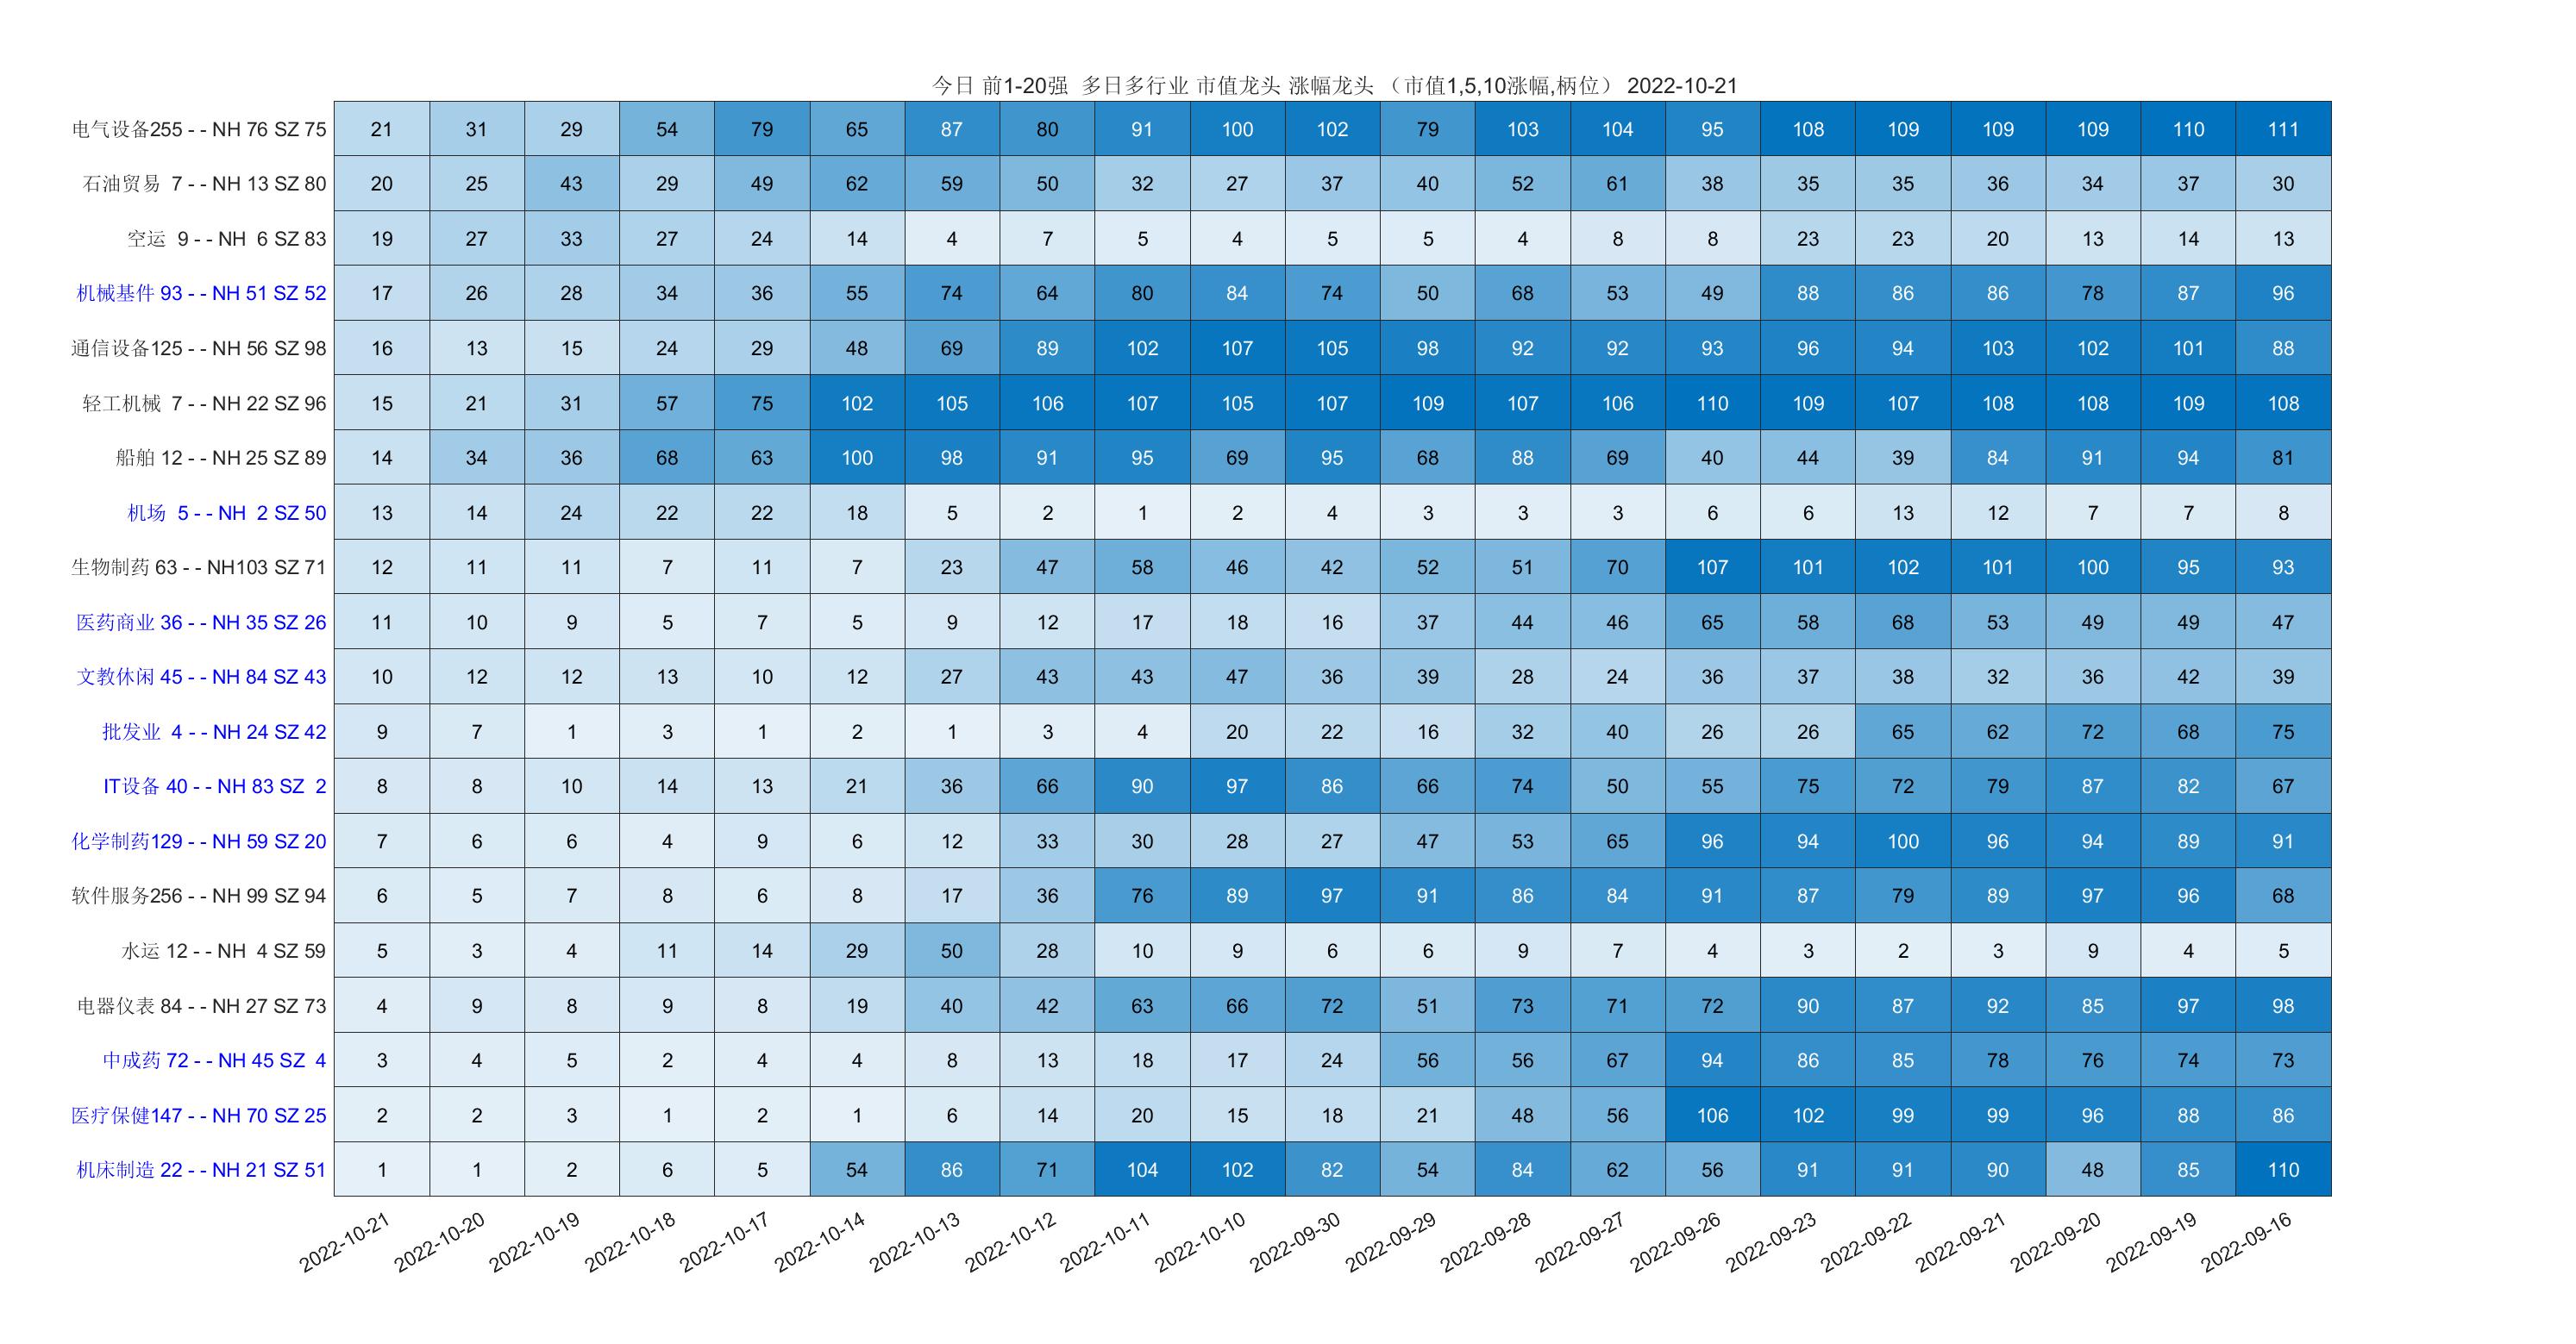 今日 前1-20强 多日多行业 市值龙头 涨幅龙头 （市值1,5,10涨幅,柄位） 2022-10-21
电气设备255 - - NH 76 SZ 75 21 31 29 54 79 65 87 80 91 100 102 79 103 104 95 108 109 109 109 110 111
石油贸易 7 - - NH 13 SZ 80 20 25 43 29 49 62 59 50 32 27 37 40 52 61 38 35 35 36 34 37 30
空运 9 - - NH 6 SZ 83 19 27 33 27 24 14 4 7 5 4 5 5 4 8 8 23 23 20 13 14 13
机械基件 93 - - NH 51 SZ 52 17 26 28 34 36 55 74 64 80 84 74 50 68 53 49 88 86 86 78 87 96
通信设备125 - - NH 56 SZ 98 16 13 15 24 29 48 69 89 102 107 105 98 92 92 93 96 94 103 102 101 88
轻工机械 7 - - NH 22 SZ 96 15 21 31 57 75 102 105 106 107 105 107 109 107 106 110 109 107 108 108 109 108
船舶 12 - - NH 25 SZ 89 14 34 36 68 63 100 98 91 95 69 95 68 88 69 40 44 39 84 91 94 81
机场 5 - - NH 2 SZ 50 13 14 24 22 22 18 5 2 1 2 4 3 3 3 6 6 13 12 7 7 8
生物制药 63 - - NH103 SZ 71 12 11 11 7 11 7 23 47 58 46 42 52 51 70 107 101 102 101 100 95 93
医药商业 36 - - NH 35 SZ 26 11 10 9 5 7 5 9 12 17 18 16 37 44 46 65 58 68 53 49 49 47
文教休闲 45 - - NH 84 SZ 43 10 12 12 13 10 12 27 43 43 47 36 39 28 24 36 37 38 32 36 42 39
批发业 4 - - NH 24 SZ 42 9 7 1 3 1 2 1 3 4 20 22 16 32 40 26 26 65 62 72 68 75
IT设备 40 - - NH 83 SZ 2 8 8 10 14 13 21 36 66 90 97 86 66 74 50 55 75 72 79 87 82 67
化学制药129 - - NH 59 SZ 20 7 6 6 4 9 6 12 33 30 28 27 47 53 65 96 94 100 96 94 89 91
软件服务256 - - NH 99 SZ 94 6 5 7 8 6 8 17 36 76 89 97 91 86 84 91 87 79 89 97 96 68
水运 12 - - NH 4 SZ 59 5 3 4 11 14 29 50 28 10 9 6 6 9 7 4 3 2 3 9 4 5
电器仪表 84 - - NH 27 SZ 73 4 9 8 9 8 19 40 42 63 66 72 51 73 71 72 90 87 92 85 97 98
中成药 72 - - NH 45 SZ 4 3 4 5 2 4 4 8 13 18 17 24 56 56 67 94 86 85 78 76 74 73
医疗保健147 - - NH 70 SZ 25 2 2 3 1 2 1 6 14 20 15 18 21 48 56 106 102 99 99 96 88 86
机床制造 22 - - NH 21 SZ 51 1 1 2 6 5 54 86 71 104 102 82 54 84 62 56 91 91 90 48 85 110
2022-10-21 2022-10-20 2022-10-19 2022-10-18 2022-10-17 2022-10-14 2022-10-13 2022-10-12 2022-10-11 2022-10-10 2022-09-30 2022-09-29 2022-09-28 2022-09-27 2022-09-26 2022-09-23 2022-09-22 2022-09-21 2022-09-20 2022-09-19 2022-09-16